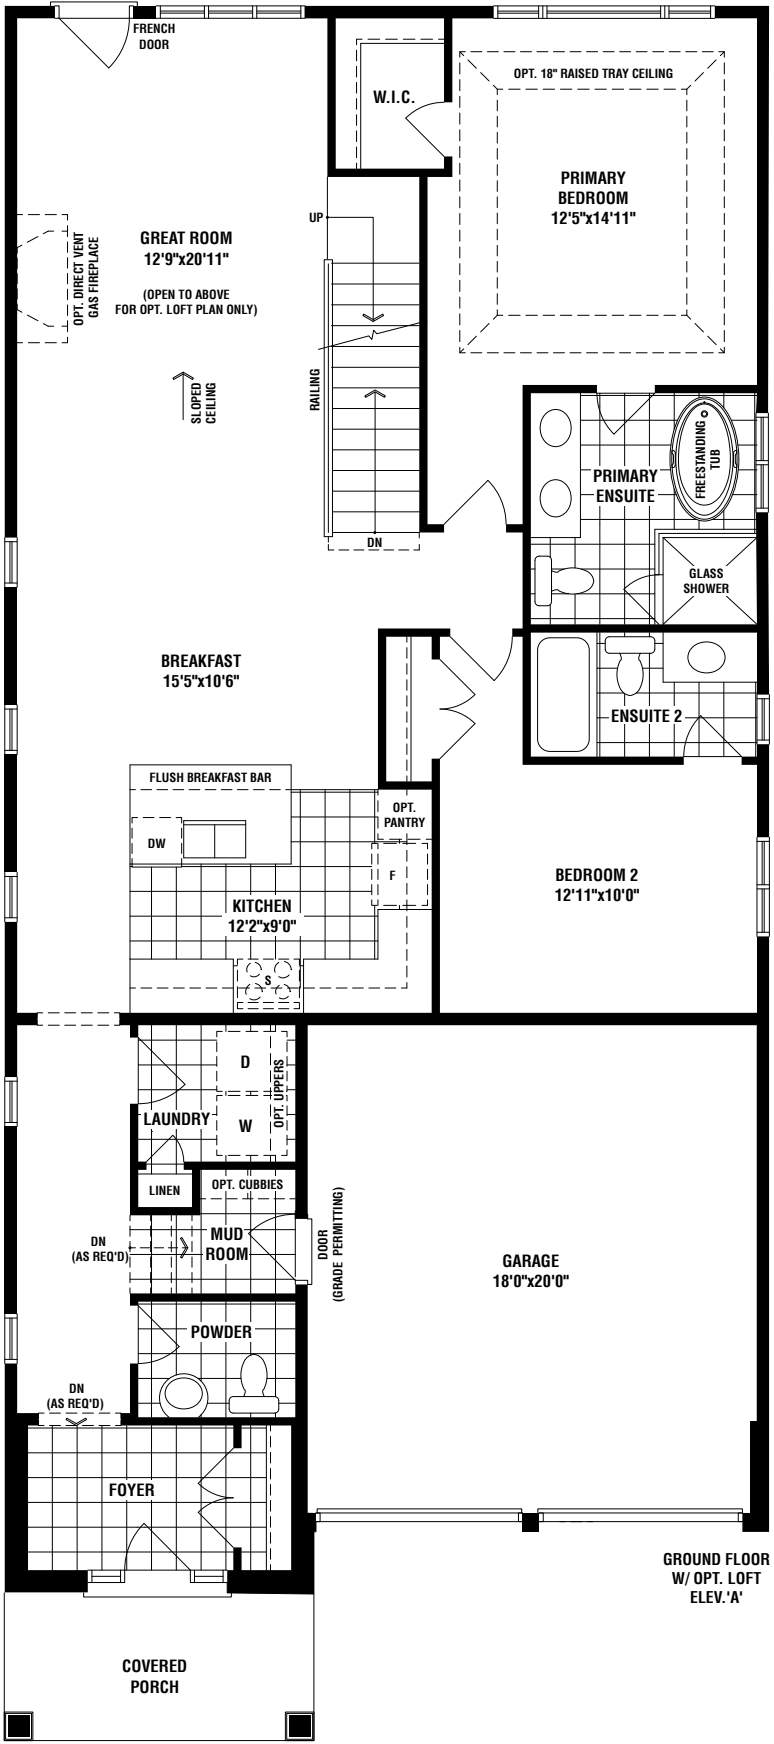 FRENCH
DOOR
W.I.C.
OPT. 18" RAISED TRAY CEILING
PRIMARY
BEDROOM
12'5"x14'11"
UP
GREAT ROOM
12'9"x20'11"
(OPEN TO ABOVE
FOR OPT. LOFT PLAN ONLY)
OPT. DIRECT VENT
GAS FIREPLACE
SLOPED
CEILING
RAILING
DN
PRIMARY
ENSUITE
FREESTANDING
TUB
GLASS
SHOWER
BREAKFAST
15'5"x10'6"
ENSUITE 2
FLUSH BREAKFAST BAR
DW
OPT.
PANTRY
F
KITCHEN
12'2"x9'0"
S
BEDROOM 2
12'11"x10'0"
D
W
OPT. UPPERS
LAUNDRY
LINEN
OPT. CUBBIES
MUD
ROOM
DN
(AS REQ'D)
DOOR
(GRADE PERMITTING)
GARAGE
18'0"x20'0"
POWDER
DN
(AS REQ'D)
FOYER
GROUND FLOOR
W/ OPT. LOFT
ELEV.'A'
COVERED
PORCH